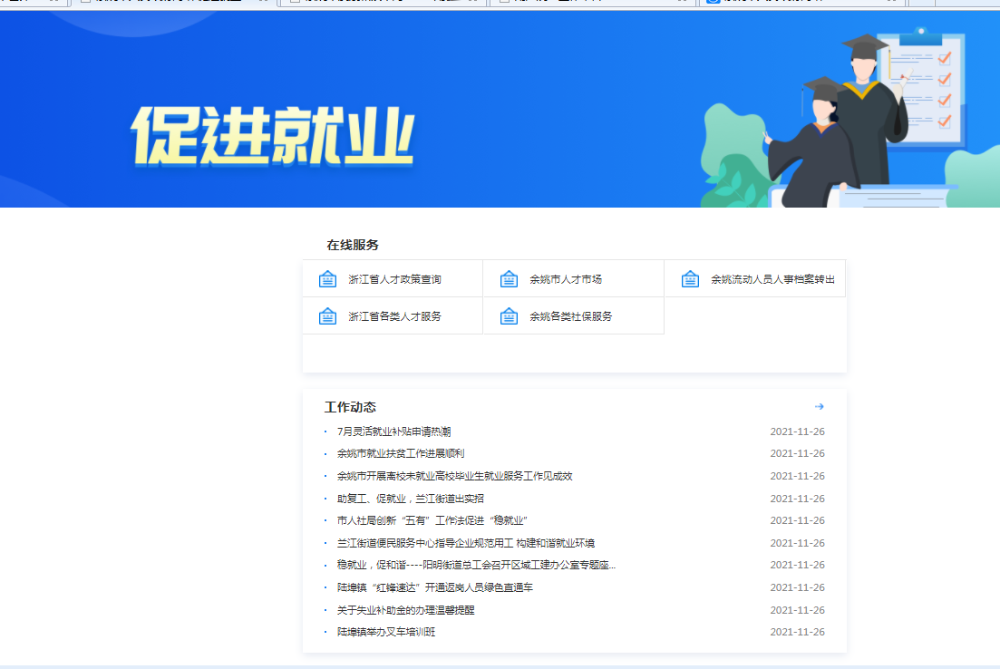 促进就业
在线服务
浙江省人才政策查询
余姚市人才市场
余姚流动人员人事档案转出
浙江省各类人才服务
余姚各类社保服务
工作动态
7月灵活就业补贴申请热潮 2021-11-26
余姚市就业扶贫工作进展顺利 2021-11-26
余姚市开展离校未就业高校毕业生就业服务工作见成效 2021-11-26
助复工、促就业，兰江街道出实招 2021-11-26
市人社局创新“五有”工作法促进“稳就业” 2021-11-26
兰江街道便民服务中心指导企业规范用工 构建和谐就业环境 2021-11-26
稳就业，促和谐----阳明街道总工会召开区域工建办公室专题座... 2021-11-26
陆埠镇“红锋速达”开通返岗人员绿色直通车 2021-11-26
关于失业补助金的办理温馨提醒 2021-11-26
陆埠镇举办叉车培训班 2021-11-26